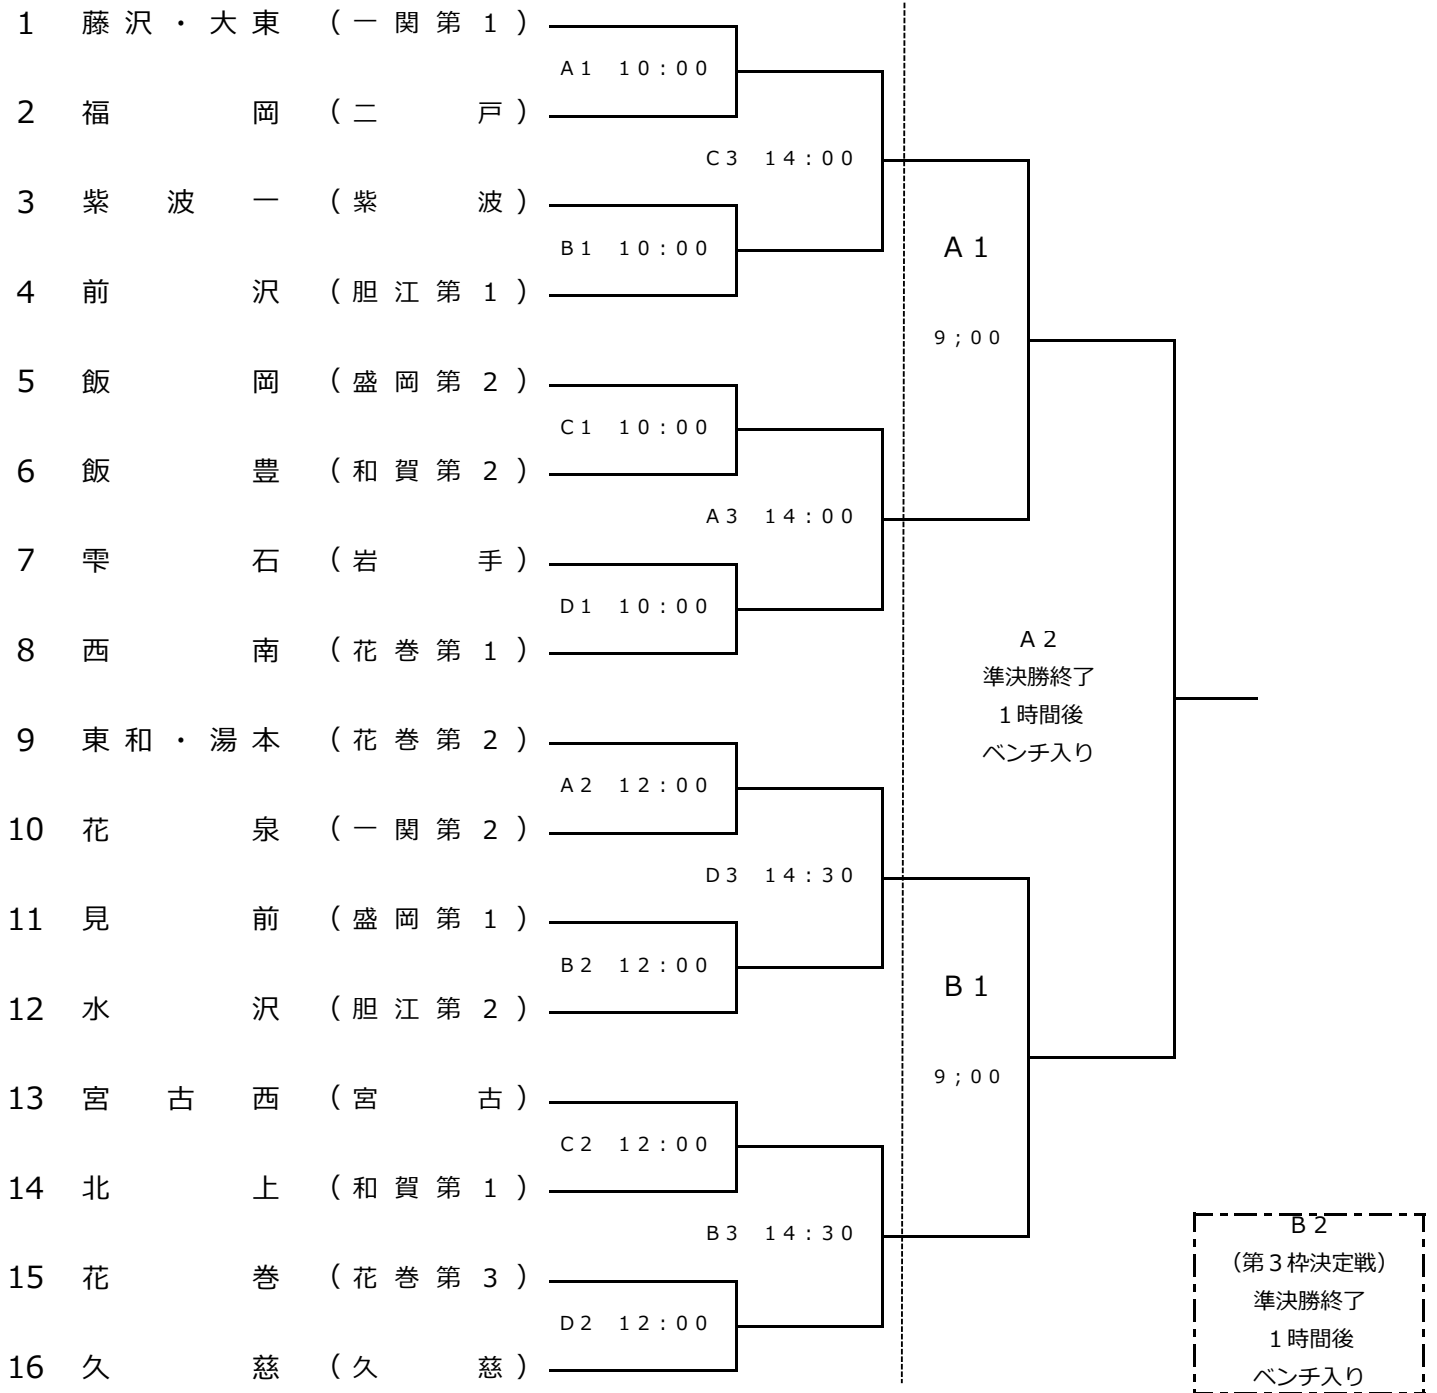 1 藤沢・大東 (一関第1)
A1 10:00
2 福岡 (二戸)
C3 14:00
3 紫波一 (紫波)
B1 10:00
A1
4 前沢 (胆江第1)
9;00
5 飯岡 (盛岡第2)
C1 10:00
6 飯豊 (和賀第2)
A3 14:00
7 雫石 (岩手)
D1 10:00
8 西南 (花巻第1)
A2
準決勝終了
1時間後
ベンチ入り
9 東和・湯本 (花巻第2)
A2 12:00
10 花泉 (一関第2)
D3 14:30
11 見前 (盛岡第1)
B2 12:00
B1
12 水沢 (胆江第2)
9;00
13 宮古西 (宮古)
C2 12:00
14 北上 (和賀第1)
B3 14:30
15 花巻 (花巻第3)
D2 12:00
16 久慈 (久慈)
B2
(第3枠決定戦)
準決勝終了
1時間後
ベンチ入り